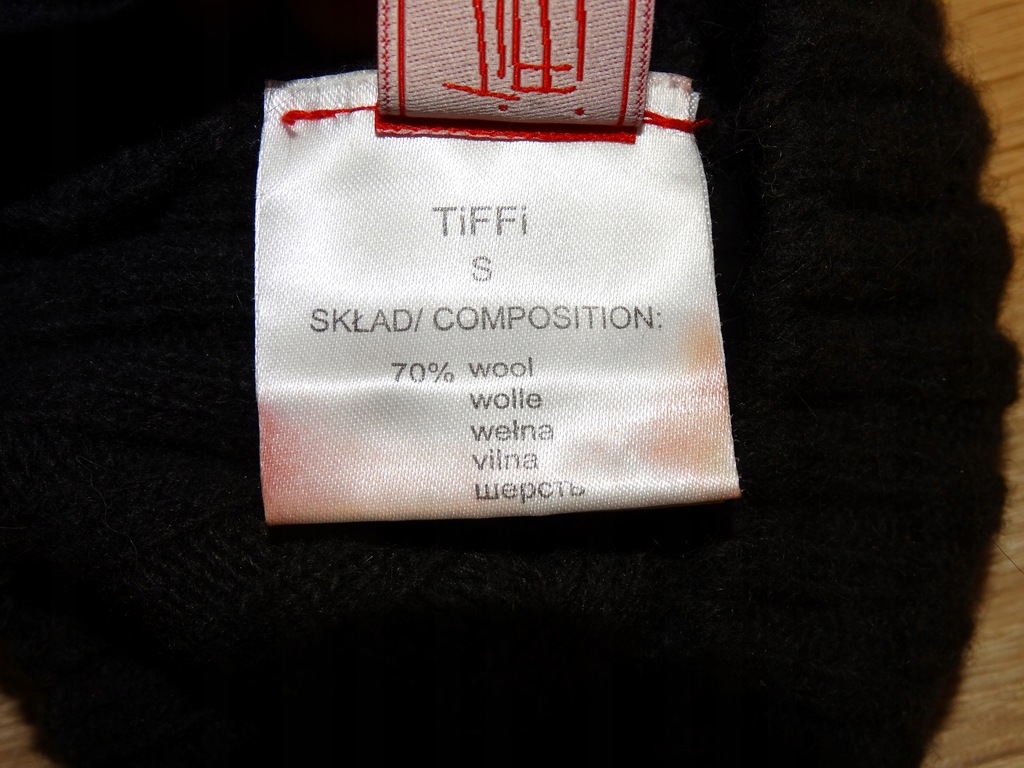 TiFFi
S
SKŁAD/ COMPOSITION:
70% wool
wolle
wełna
vilna
шерсть